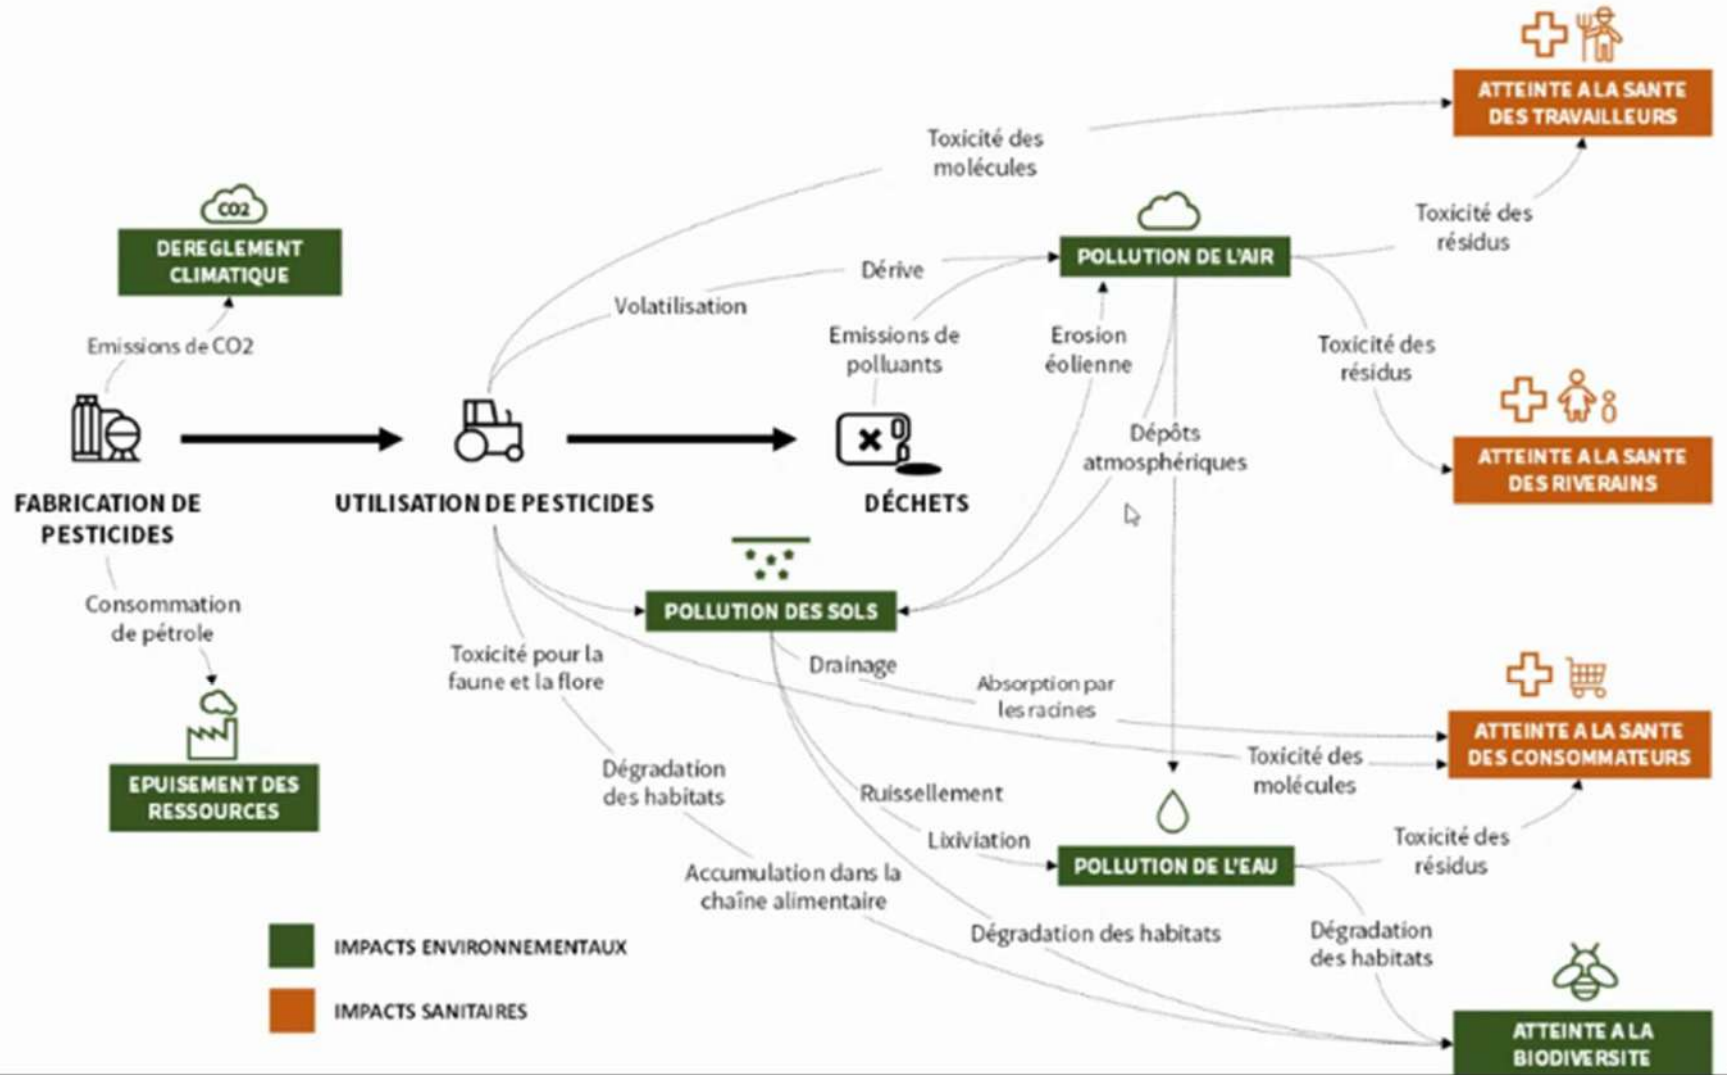 ATTEINTE A LA SANTE
DES TRAVAILLEURS
Toxicité des
molécules
CO2
DEREGLEMENT
CLIMATIQUE
Toxicité des
résidus
POLLUTION DE L'AIR
Dérive
Volatilisation
Emissions de CO2
Emissions de
polluants
Erosion
éolienne
Toxicité des
résidus
Dépôts
atmosphériques
ATTEINTE A LA SANTE
DES RIVERAINS
FABRICATION DE
PESTICIDES
UTILISATION DE PESTICIDES
DÉCHETS
Consommation
de pétrole
POLLUTION DES SOLS
Toxicité pour la
faune et la flore
Drainage
Absorption par
les racines
ATTEINTE A LA SANTE
DES CONSOMMATEURS
Toxicité des
molécules
EPUISEMENT DES
RESSOURCES
Dégradation
des habitats
Ruissellement
Lixiviation
POLLUTION DE L'EAU
Toxicité des
résidus
Accumulation dans la
chaîne alimentaire
Dégradation des habitats
Dégradation
des habitats
IMPACTS ENVIRONNEMENTAUX
IMPACTS SANITAIRES
ATTEINTE A LA
BIODIVERSITE